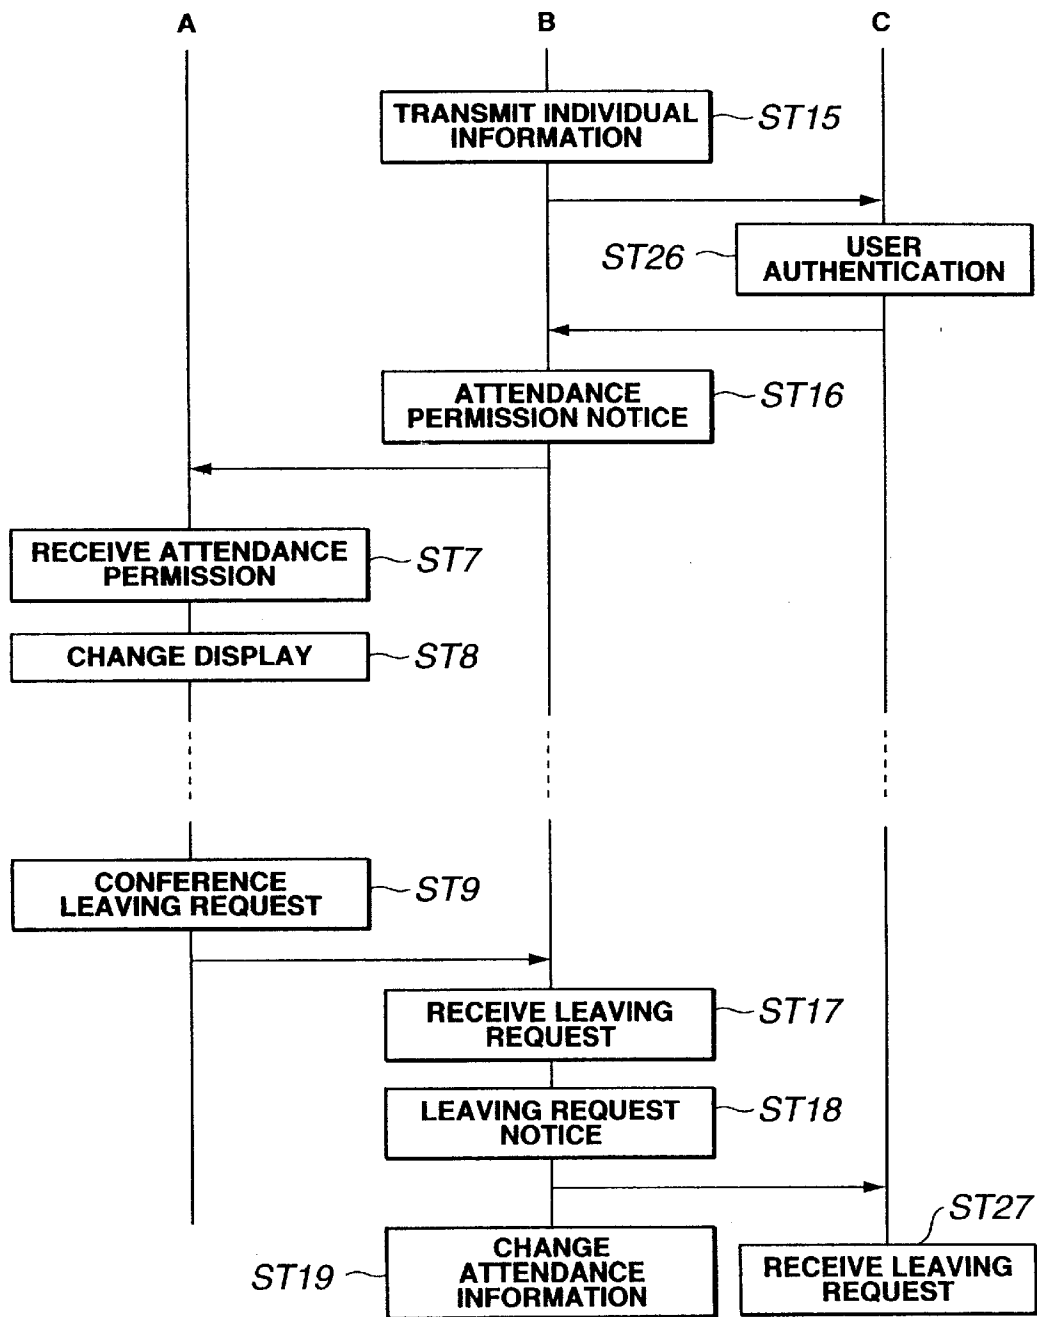 A B C
TRANSMIT INDIVIDUAL
INFORMATION
ST15
USER
AUTHENTICATION
ST26
ATTENDANCE
PERMISSION NOTICE
ST16
RECEIVE ATTENDANCE
PERMISSION
ST7
CHANGE DISPLAY
ST8
CONFERENCE
LEAVING REQUEST
ST9
RECEIVE LEAVING
REQUEST
ST17
LEAVING REQUEST
NOTICE
ST18
ST27
ST19
CHANGE
ATTENDANCE
INFORMATION
RECEIVE LEAVING
REQUEST